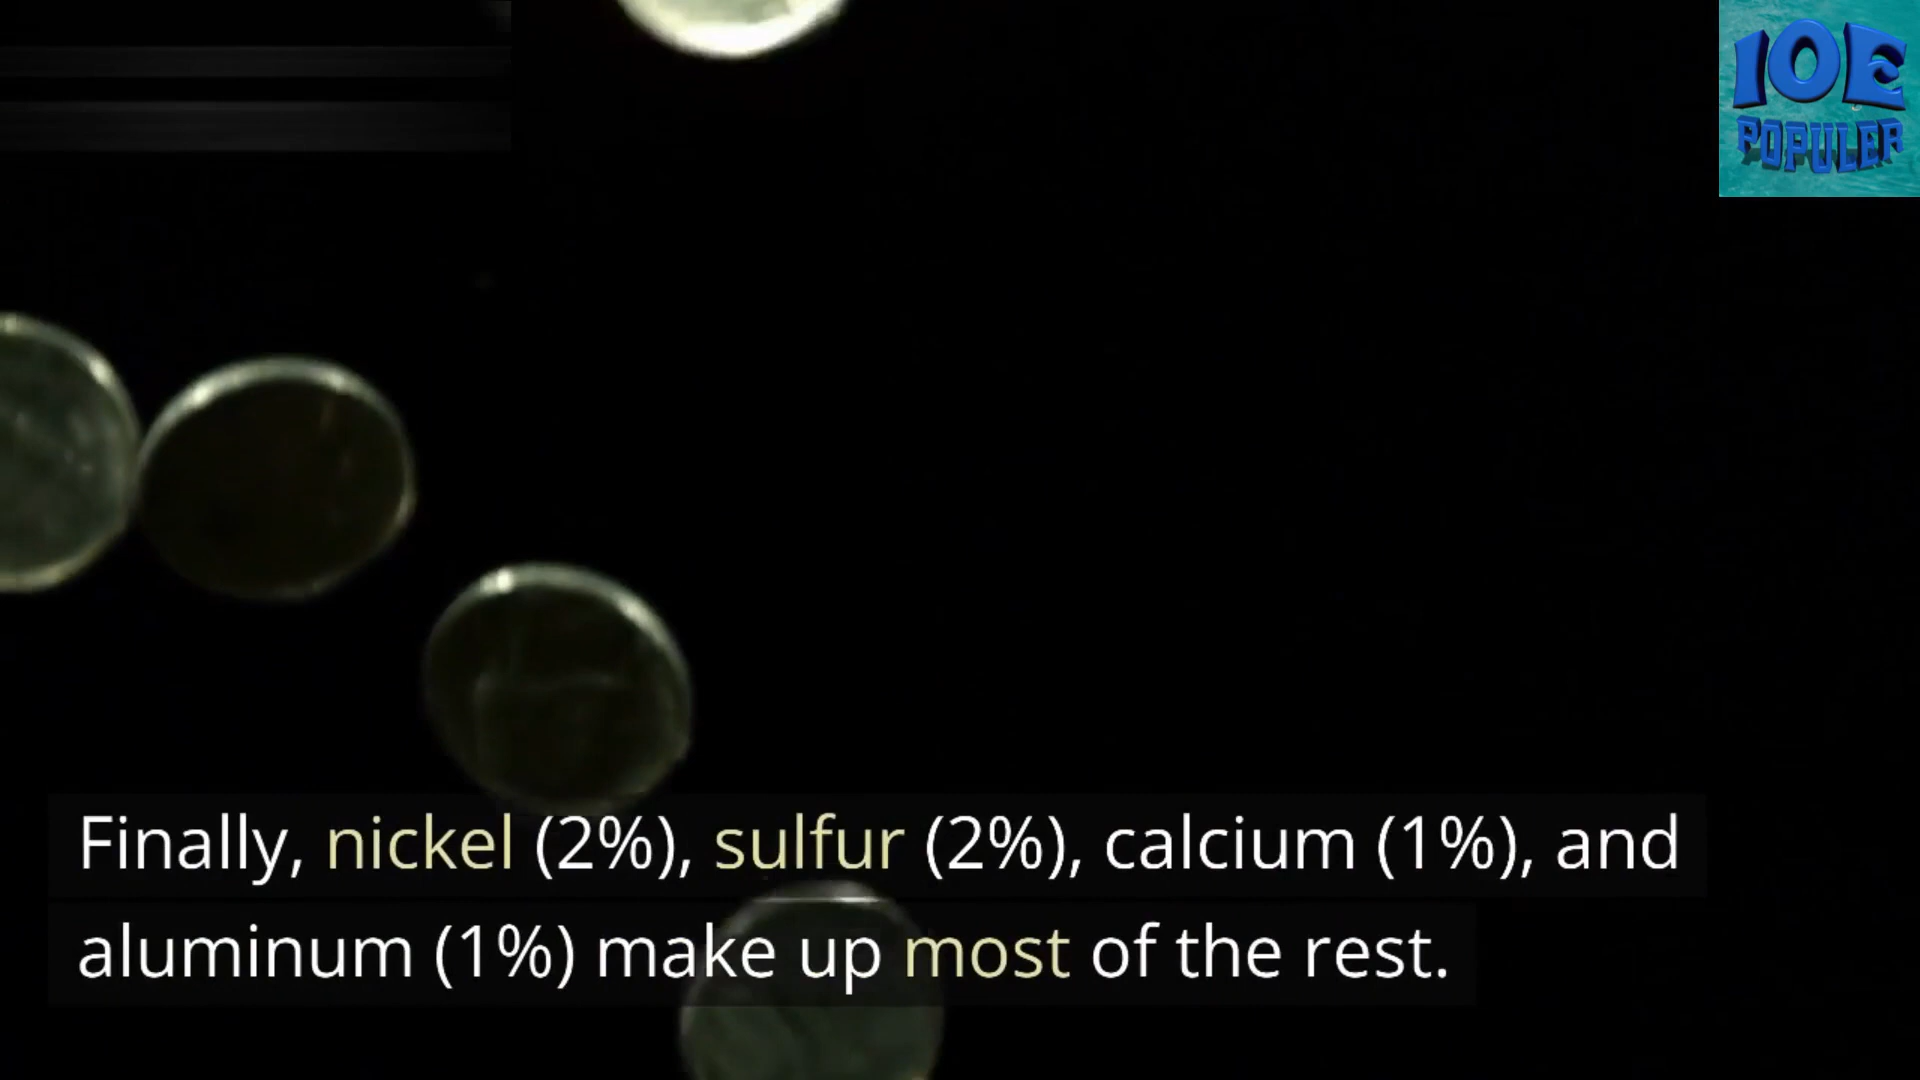 IOE
POPULER
Finally, nickel (2%), sulfur (2%), calcium (1%), and
aluminum (1%) make up most of the rest.